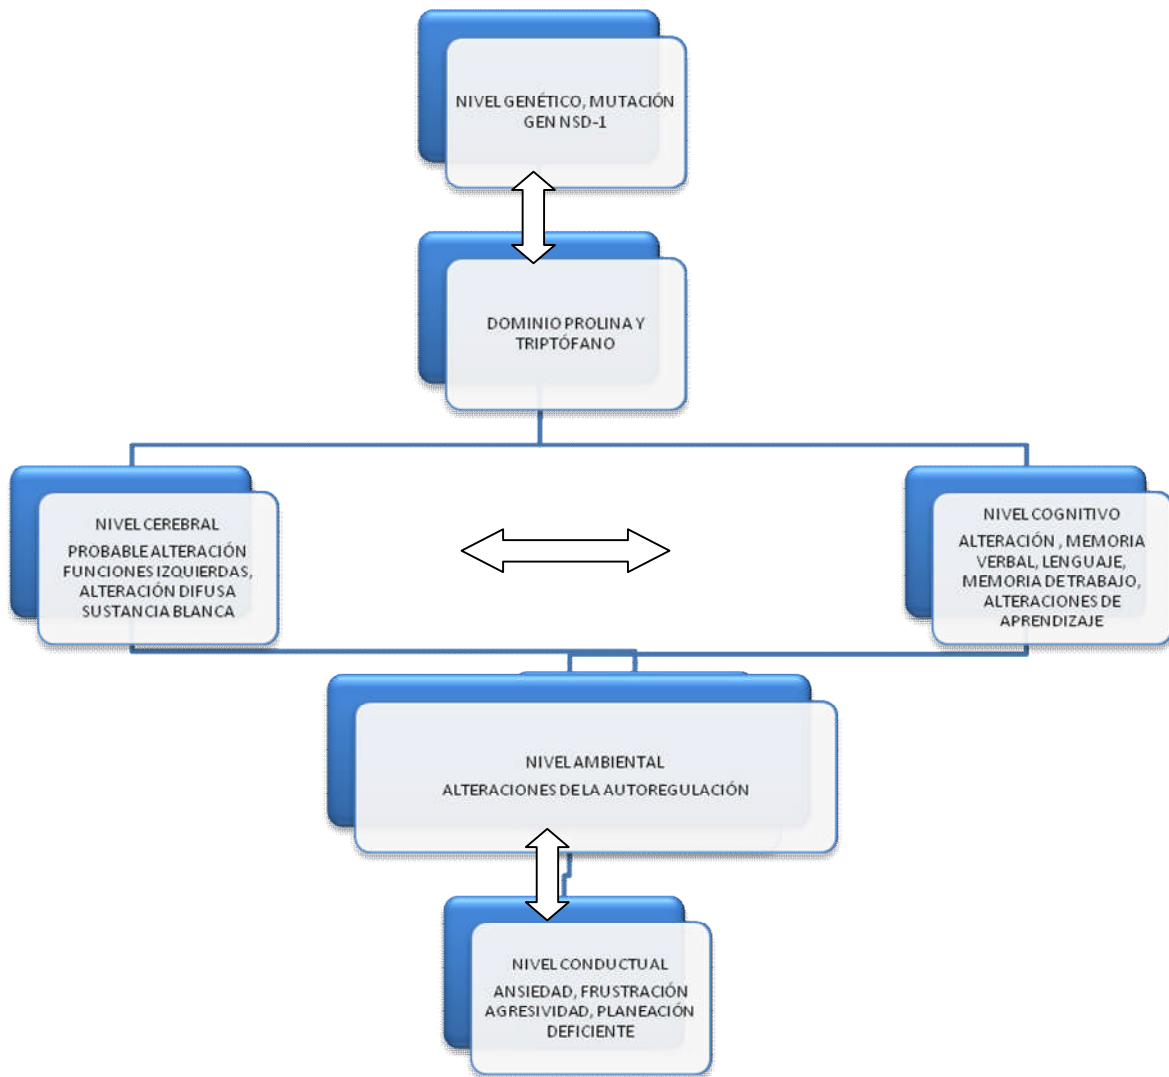 NIVEL GENÉTICO, MUTACIÓN
GEN NSD-1
DOMINIO PROLINA Y
TRIPTÓFANO
NIVEL CEREBRAL
PROBABLE ALTERACIÓN
FUNCIONES IZQUIERDAS,
ALTERACIÓN DIFUSA
SUSTANCIA BLANCA
NIVEL COGNITIVO
ALTERACIÓN , MEMORIA
VERBAL, LENGUAJE,
MEMORIA DE TRABAJO,
ALTERACIONES DE
APRENDIZAJE
NIVEL AMBIENTAL
ALTERACIONES DE LA AUTOREGULACIÓN
NIVEL CONDUCTUAL
ANSIEDAD, FRUSTRACIÓN
AGRESIVIDAD, PLANEACIÓN
DEFICIENTE